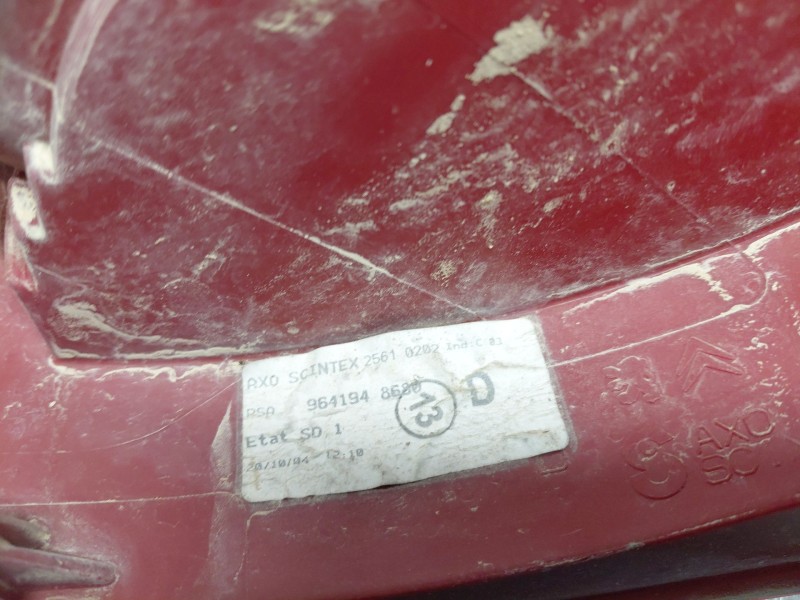 AXO SCINTEX 2561 0202 Ind:C 01
PSA 964194 8680
13
D
Etat SO 1
20/10/04 12:10
AXO
SC